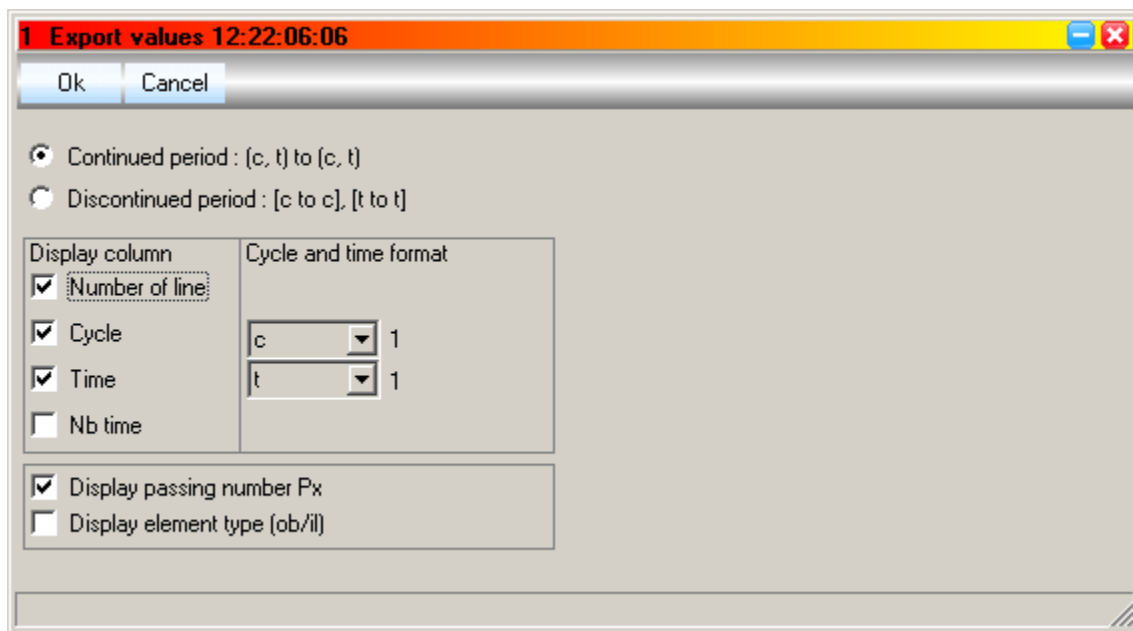 1 Export values 12:22:06:06
Ok Cancel
Continued period : (c, t) to (c, t)
Discontinued period : [c to c], [t to t]
Display column Cycle and time format
Number of line
Cycle c 1
Time t 1
Nb time
Display passing number Px
Display element type (ob/il)